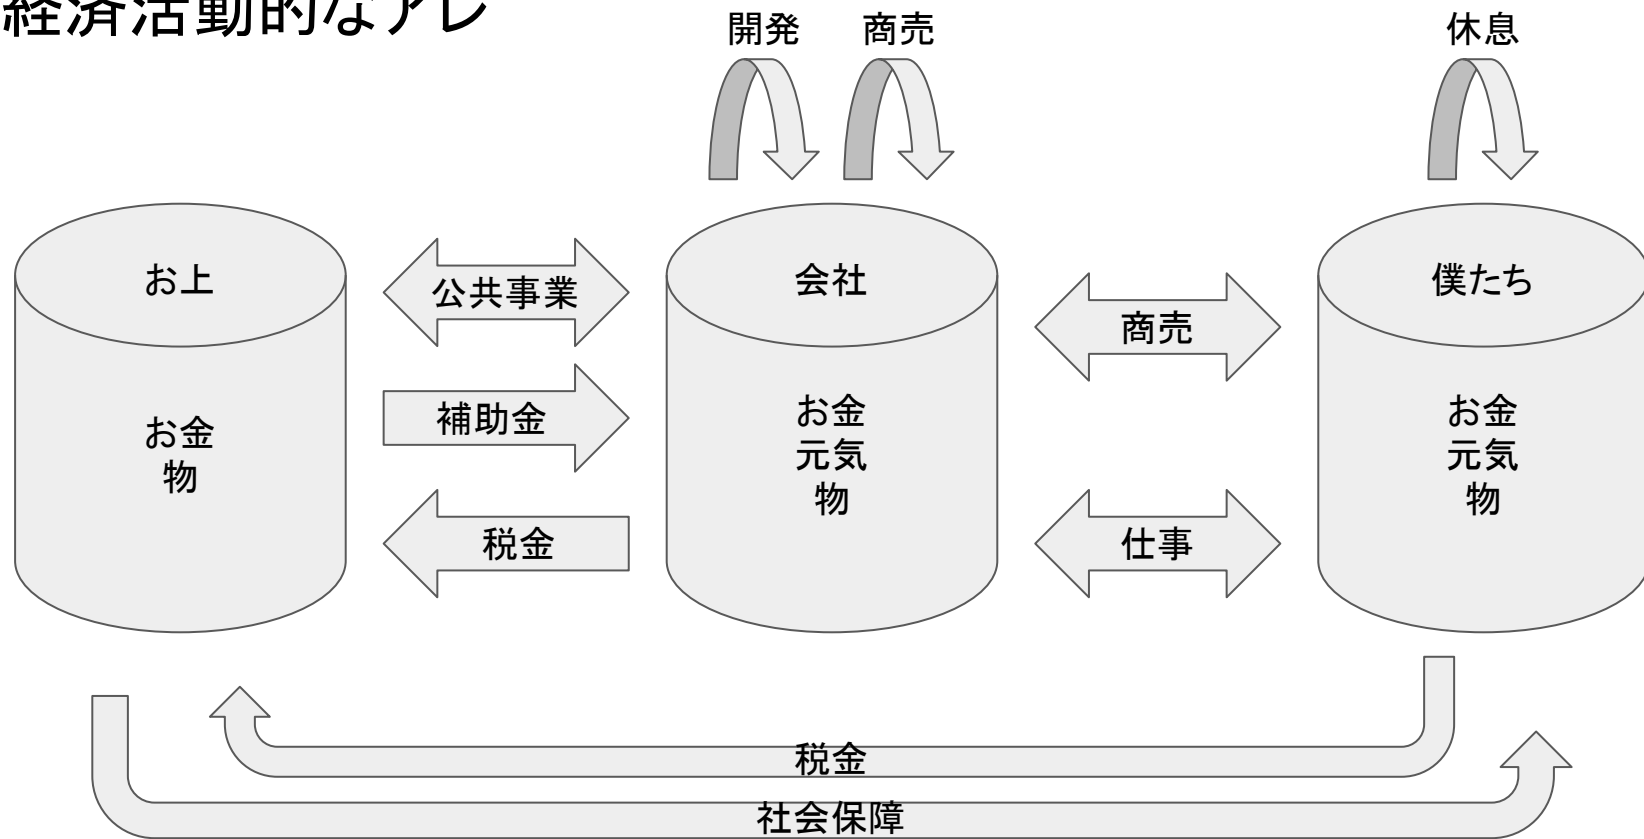 経済活動的なアレ
開発
商売
休息
お上
お金
物
公共事業
補助金
税金
会社
お金
元気
物
商売
仕事
僕たち
お金
元気
物
税金
社会保障